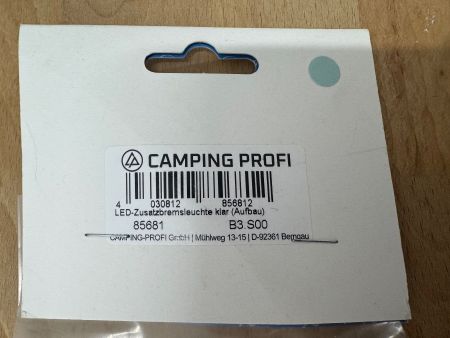 CAMPING PROFI
4 030812 856812
LED-Zusatzbremsleuchte klar (Aufbau)
85681 B3.S00
CAMPING-PROFI GmbH | Mühlweg 13-15 | D-92361 Berngau